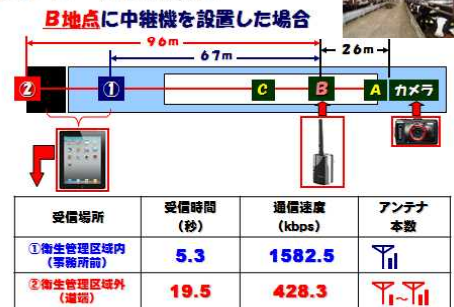 B地点に中継機を設置した場合
96m
67m
26m
② ① C B A カメラ
受信場所 受信時間(秒) 通信速度(kbps) アンテナ本数
①衛生管理区域内(事務所前) 5.3 1582.5
②衛生管理区域外(道端) 19.5 428.3 ~